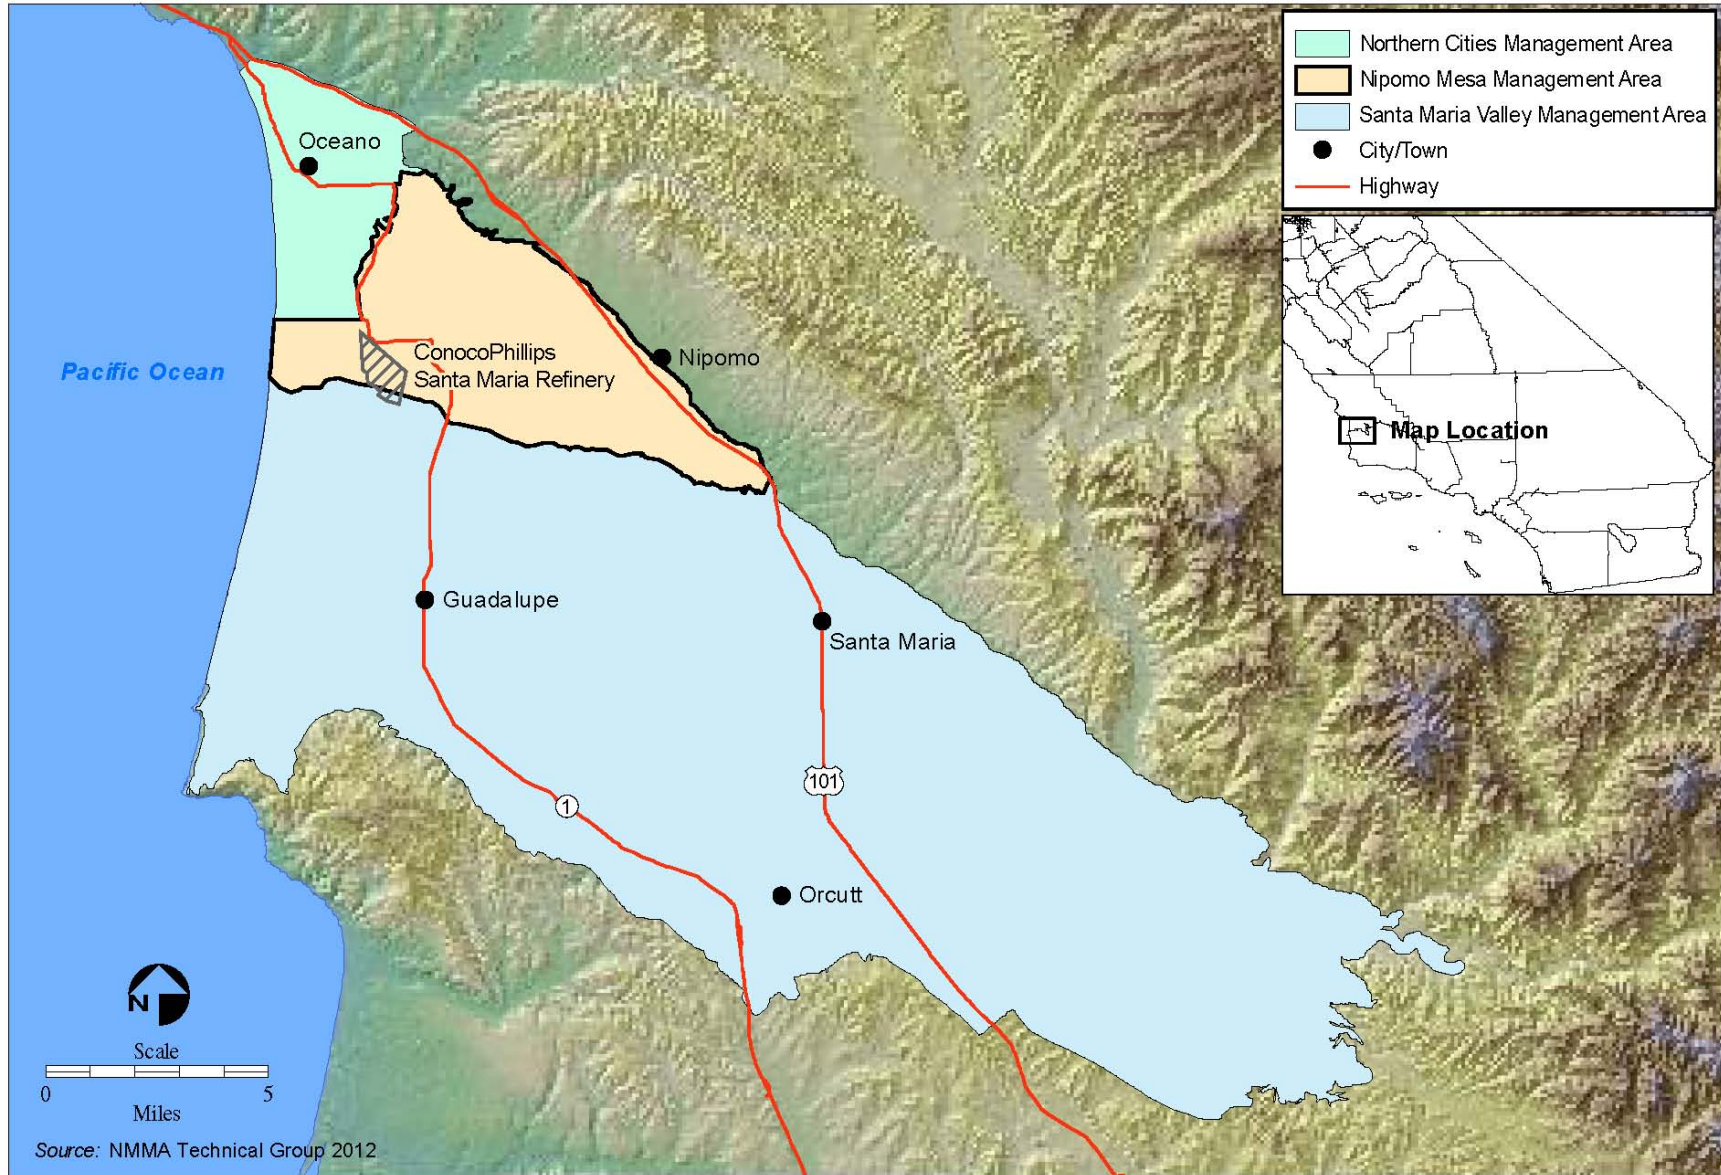 Northern Cities Management Area
Nipomo Mesa Management Area
Santa Maria Valley Management Area
City/Town
Highway
Oceano
Pacific Ocean
ConocoPhillips
Santa Maria Refinery
Nipomo
Map Location
Guadalupe
Santa Maria
101
1
Orcutt
N
Scale
0 5
Miles
Source: NMMA Technical Group 2012